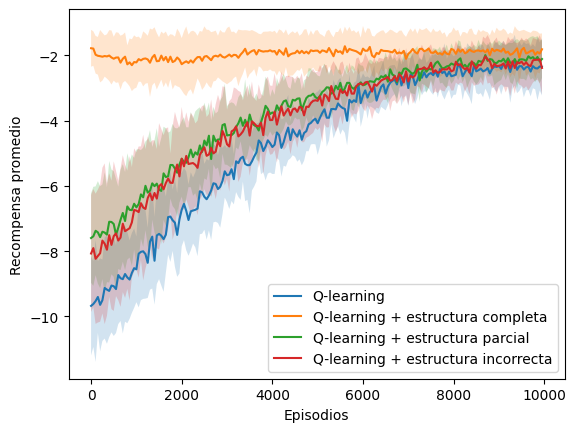 Recompensa promedio
−2
−4
−6
−8
−10
0
2000
4000
6000
8000
10000
Episodios
Q-learning
Q-learning + estructura completa
Q-learning + estructura parcial
Q-learning + estructura incorrecta